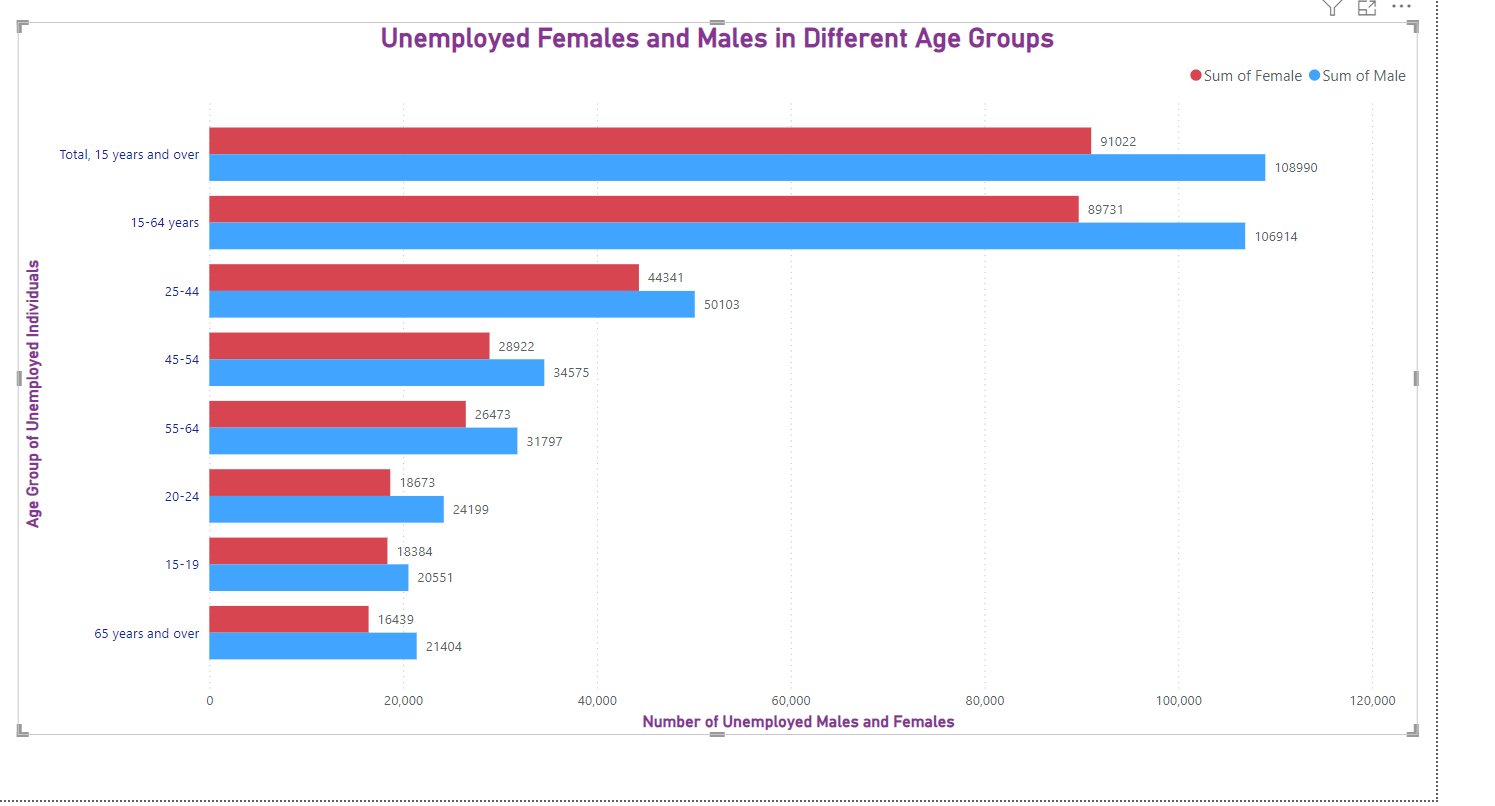 Unemployed Females and Males in Different Age Groups
Sum of Female Sum of Male
Total, 15 years and over
91022
108990
15-64 years
89731
106914
25-44
44341
50103
45-54
28922
34575
55-64
26473
31797
20-24
18673
24199
15-19
18384
20551
65 years and over
16439
21404
Age Group of Unemployed Individuals
0 20,000 40,000 60,000 80,000 100,000 120,000
Number of Unemployed Males and Females